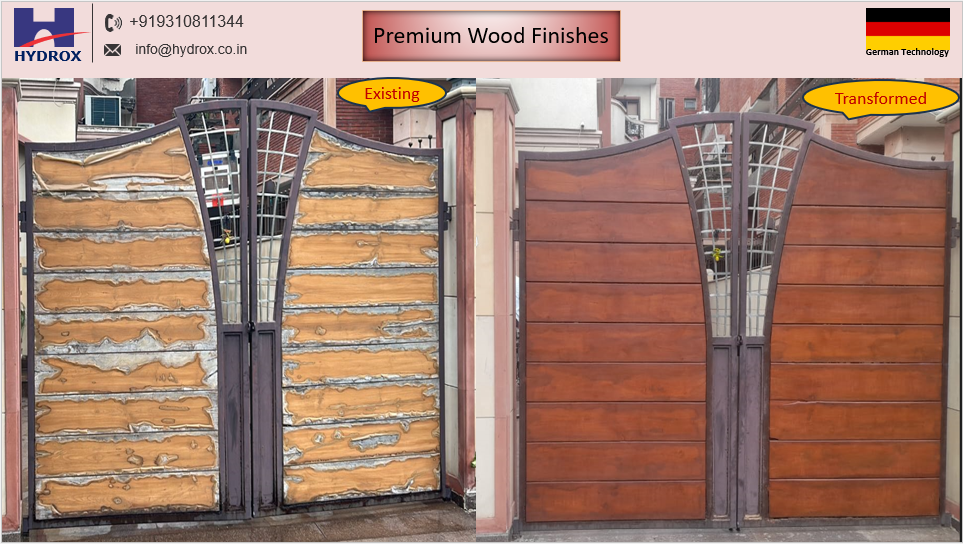 HYDROX
+919310811344
info@hydrox.co.in
Premium Wood Finishes
German Technology
Existing
Transformed